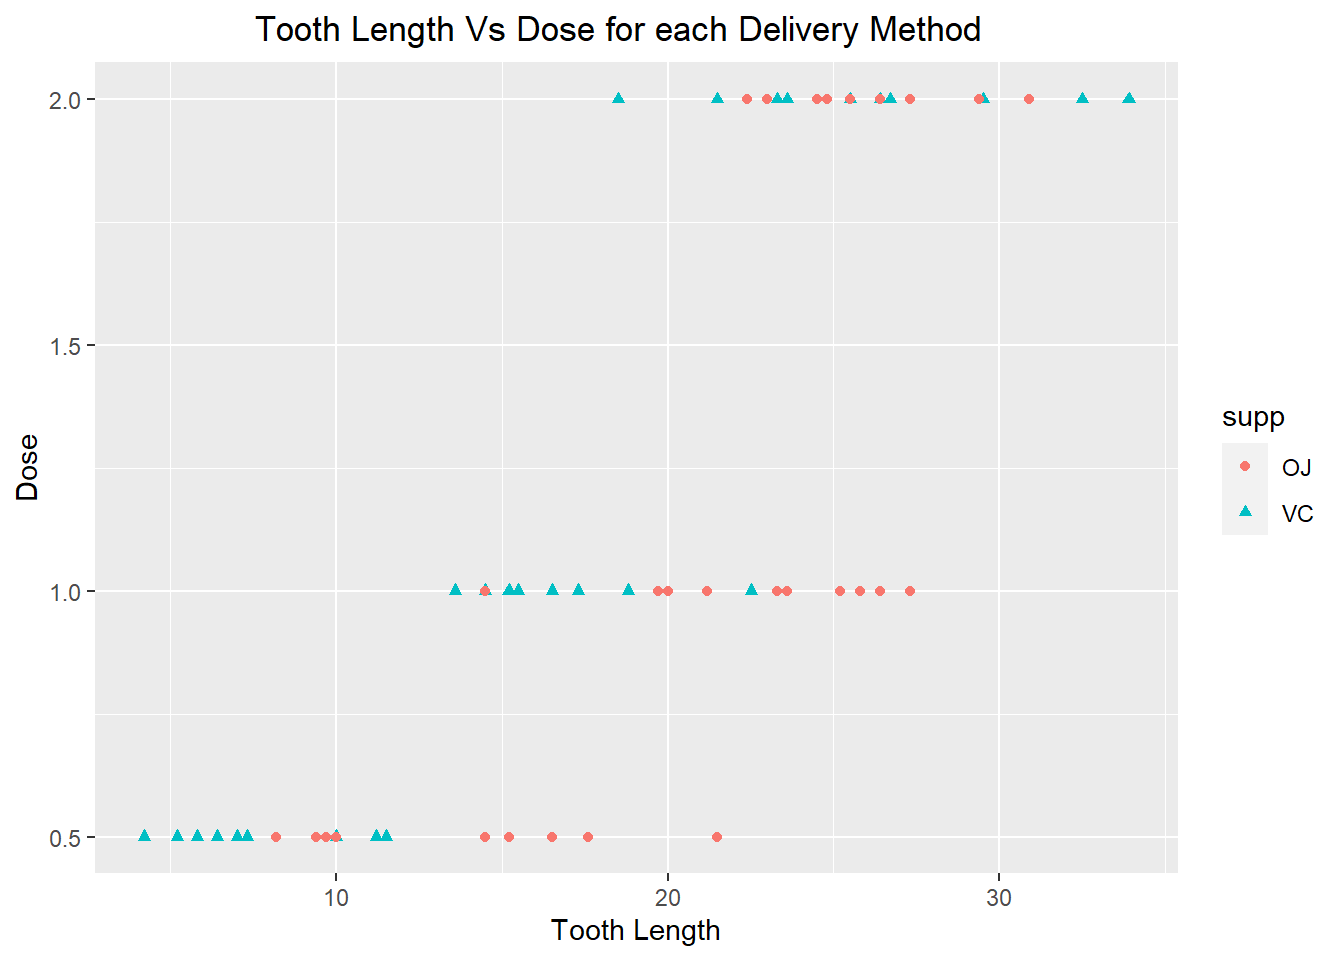 Tooth Length Vs Dose for each Delivery Method
2.0
1.5
1.0
0.5
Dose
10 20 30
Tooth Length
supp
OJ
VC